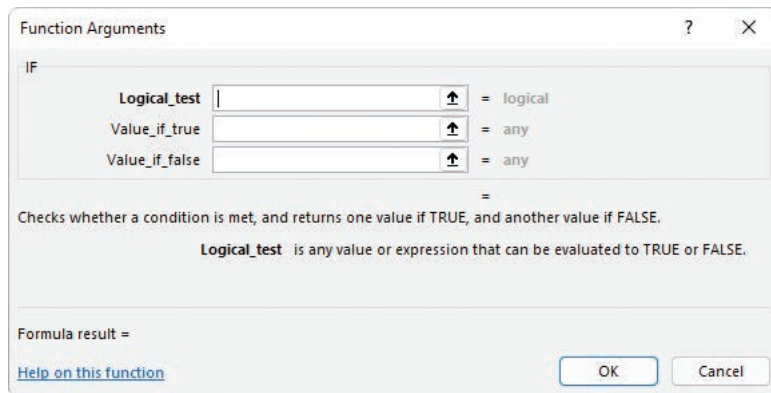 Function Arguments ? X
IF
Logical_test = logical
Value_if_true = any
Value_if_false = any
=
Checks whether a condition is met, and returns one value if TRUE, and another value if FALSE.
Logical_test is any value or expression that can be evaluated to TRUE or FALSE.
Formula result =
Help on this function OK Cancel